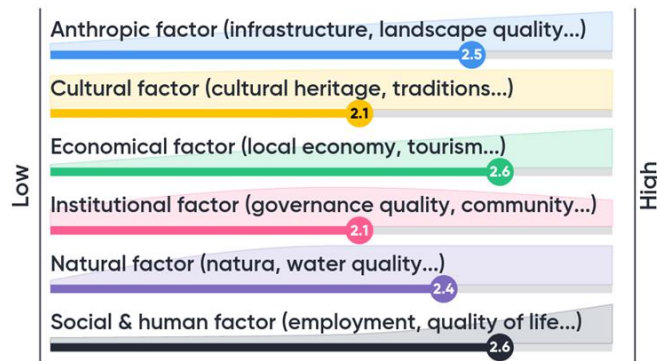 Anthropic factor (infrastructure, landscape quality...)
2.5
Cultural factor (cultural heritage, traditions...)
2.1
Economical factor (local economy, tourism...)
2.6
Low
High
Institutional factor (governance quality, community...)
2.1
Natural factor (natura, water quality...)
2.4
Social & human factor (employment, quality of life...)
2.6